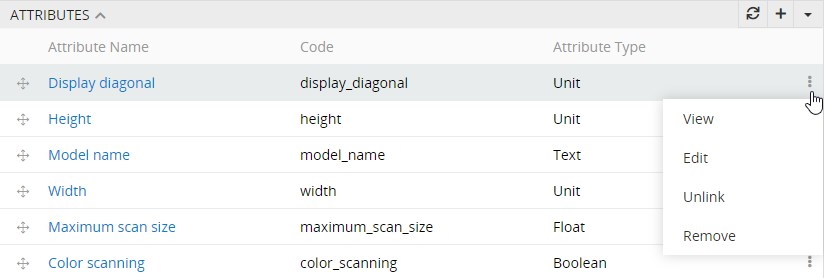 ATTRIBUTES
Attribute Name Code Attribute Type
Display diagonal display_diagonal Unit
Height height Unit
View
Model name model_name Text
Edit
Width width Unit
Unlink
Maximum scan size maximum_scan_size Float
Remove
Color scanning color_scanning Boolean